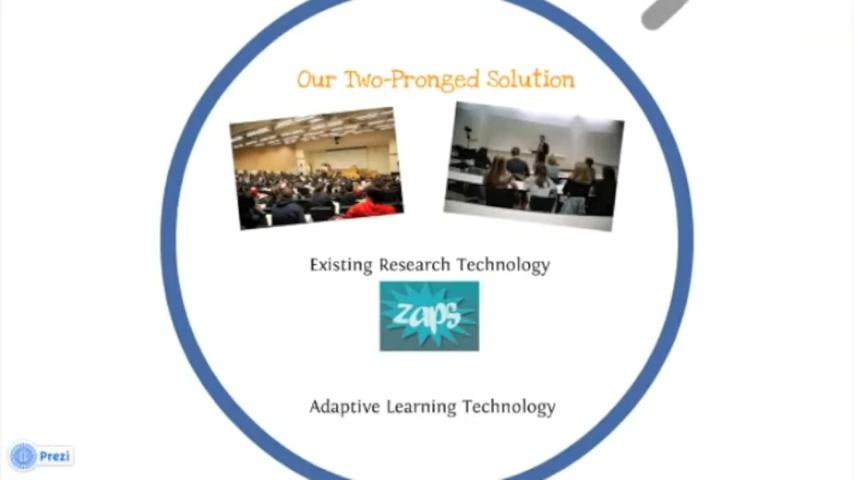 Our Two-Pronged Solution
Existing Research Technology
zaps
Adaptive Learning Technology
Prezi